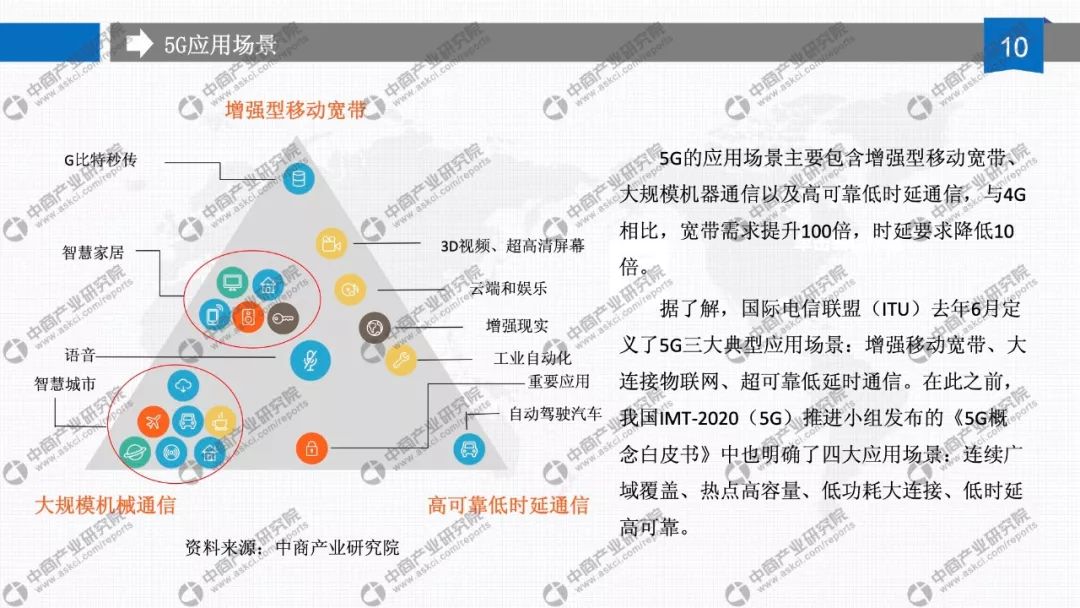 5G应用场景
10
增强型移动宽带
G比特秒传
智慧家居
语音
智慧城市
3D视频、超高清屏幕
云端和娱乐
增强现实
工业自动化
重要应用
自动驾驶汽车
大规模机械通信
高可靠低时延通信
资料来源：中商产业研究院
5G的应用场景主要包含增强型移动宽带、
大规模机器通信以及高可靠低时延通信，与4G
相比，宽带需求提升100倍，时延要求降低10
倍。
据了解，国际电信联盟（ITU）去年6月定
义了5G三大典型应用场景：增强移动宽带、大
连接物联网、超可靠低延时通信。在此之前，
我国IMT-2020（5G）推进小组发布的《5G概
念白皮书》中也明确了四大应用场景：连续广
域覆盖、热点高容量、低功耗大连接、低时延
高可靠。
中商产业研究院
www.askci.com/reports